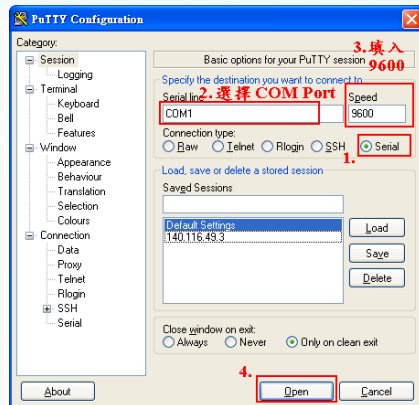 PuTTY Configuration
Category:
Session
Logging
Terminal
Keyboard
Bell
Features
Window
Appearance
Behaviour
Translation
Selection
Colours
Connection
Data
Proxy
Telnet
Rlogin
SSH
Serial
Basic options for your PuTTY session
3.填入
9600
Specify the destination you want to connect to
Serial line
2.選擇 COM Port
Speed
COM1
9600
Connection type:
Raw Telnet Rlogin SSH Serial
1.
Load, save or delete a stored session
Saved Sessions
Default Settings
140.116.49.3
Load
Save
Delete
Close window on exit:
Always Never Only on clean exit
4.
About Open Cancel